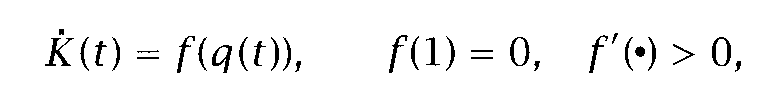 K̇(t) = f(q(t)), f(1) = 0, f′(•) > 0,